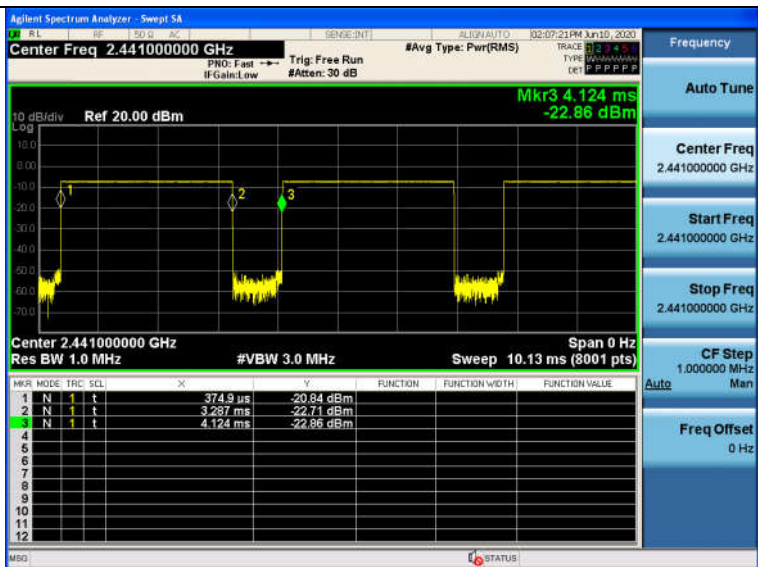 Agilent Spectrum Analyzer - Swept SA
RL RF 50 Ω AC SENSE:INT ALIGN AUTO 02:07:21 PM Jun 10, 2020
Center Freq 2.441000000 GHz #Avg Type: Pwr(RMS) TRACE 1 2 3 4 5 6
PNO: Fast Trig: Free Run TYPE
IFGain:Low #Atten: 30 dB DET P P P P P P
Frequency
Auto Tune
Mkr3 4.124 ms
-22.86 dBm
10 dB/div Ref 20.00 dBm
Log
10.0
0.00
-10.0
-20.0
-30.0
-40.0
-50.0
-60.0
-70.0
1
2
3
Center Freq
2.441000000 GHz
Start Freq
2.441000000 GHz
Stop Freq
2.441000000 GHz
Center 2.441000000 GHz Span 0 Hz
Res BW 1.0 MHz #VBW 3.0 MHz Sweep 10.13 ms (8001 pts)
CF Step
1.000000 MHz
Auto Man
Freq Offset
0 Hz
MKR MODE TRC SCL X Y FUNCTION FUNCTION WIDTH FUNCTION VALUE
1 N 1 t 374.9 µs -20.84 dBm
2 N 1 t 3.287 ms -22.71 dBm
3 N 1 t 4.124 ms -22.86 dBm
4
5
6
7
8
9
10
11
12
MSG STATUS